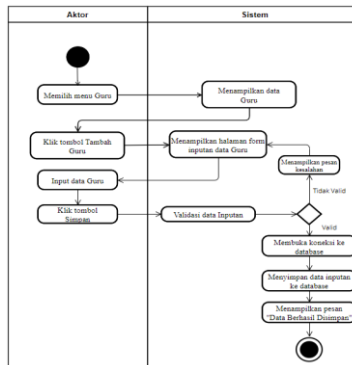 Aktor
Sistem
Memilih menu Guru
Menampilkan data
Guru
Klik tombol Tambah
Guru
Menampilkan halaman form
inputan data Guru
Menampilkan pesan
kesalahan
Input data Guru
Tidak Valid
Klik tombol
Simpan
Validasi data Inputan
Valid
Membuka koneksi ke
database
Menyimpan data inputan
ke database
Menampilkan pesan
"Data Berhasil Disimpan"